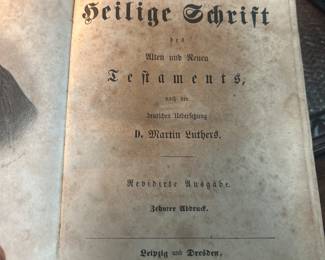 Heilige Schrift
des
Alten und Neuen
Testaments,
nach der
deutschen Uebersetzung
D. Martin Luthers.
Revidirte Ausgabe.
Zehnter Abdruck.
Leipzig und Dresden,